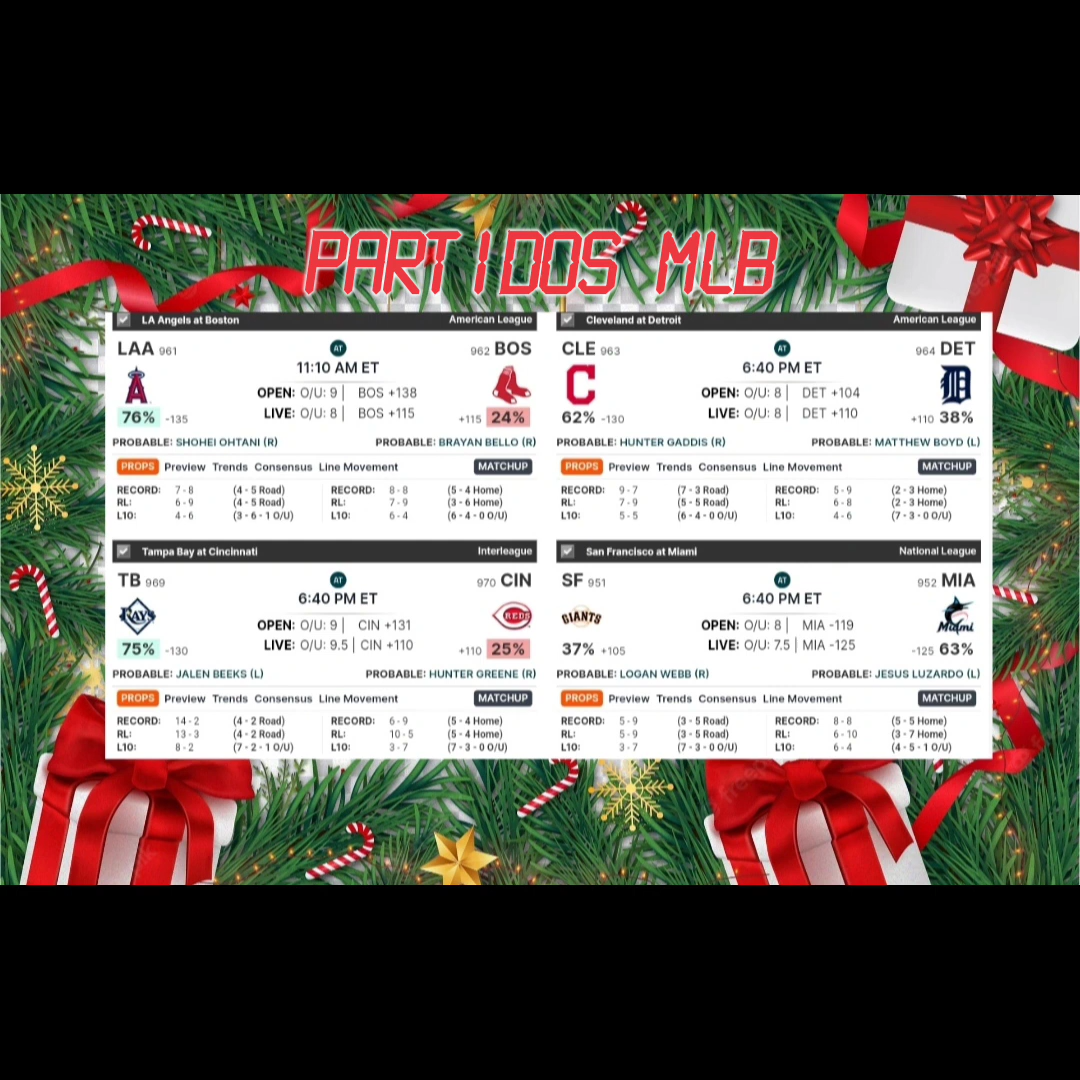 PARTIDOS MLB
LA Angels at Boston American League
LAA 961 AT 962 BOS
11:10 AM ET
OPEN: O/U: 9 | BOS +138
LIVE: O/U: 8 | BOS +115
76% -135 +115 24%
PROBABLE: SHOHEI OHTANI (R) PROBABLE: BRAYAN BELLO (R)
PROPS Preview Trends Consensus Line Movement MATCHUP
RECORD: 7 - 8 (4 - 5 Road) RECORD: 8 - 8 (5 - 4 Home)
RL: 6 - 9 (4 - 5 Road) RL: 7 - 9 (3 - 6 Home)
L10: 4 - 6 (3 - 6 - 1 O/U) L10: 6 - 4 (6 - 4 - 0 O/U)
Cleveland at Detroit American League
CLE 963 AT 964 DET
6:40 PM ET
OPEN: O/U: 8 | DET +104
LIVE: O/U: 8 | DET +110
62% -130 +110 38%
PROBABLE: HUNTER GADDIS (R) PROBABLE: MATTHEW BOYD (L)
PROPS Preview Trends Consensus Line Movement MATCHUP
RECORD: 9 - 7 (7 - 3 Road) RECORD: 5 - 9 (2 - 3 Home)
RL: 7 - 9 (5 - 5 Road) RL: 6 - 8 (2 - 3 Home)
L10: 5 - 5 (6 - 4 - 0 O/U) L10: 4 - 6 (7 - 3 - 0 O/U)
Tampa Bay at Cincinnati Interleague
TB 969 AT 970 CIN
6:40 PM ET
RAYS REDS
OPEN: O/U: 9 | CIN +131
LIVE: O/U: 9.5 | CIN +110
75% -130 +110 25%
PROBABLE: JALEN BEEKS (L) PROBABLE: HUNTER GREENE (R)
PROPS Preview Trends Consensus Line Movement MATCHUP
RECORD: 14 - 2 (4 - 2 Road) RECORD: 6 - 9 (5 - 4 Home)
RL: 13 - 3 (4 - 2 Road) RL: 10 - 5 (5 - 4 Home)
L10: 8 - 2 (7 - 2 - 1 O/U) L10: 3 - 7 (7 - 3 - 0 O/U)
San Francisco at Miami National League
SF 951 AT 952 MIA
6:40 PM ET
GIANTS Miami
OPEN: O/U: 8 | MIA -119
LIVE: O/U: 7.5 | MIA -125
37% +105 -125 63%
PROBABLE: LOGAN WEBB (R) PROBABLE: JESUS LUZARDO (L)
PROPS Preview Trends Consensus Line Movement MATCHUP
RECORD: 5 - 9 (3 - 5 Road) RECORD: 8 - 8 (5 - 5 Home)
RL: 5 - 9 (3 - 5 Road) RL: 6 - 10 (3 - 7 Home)
L10: 3 - 7 (7 - 3 - 0 O/U) L10: 6 - 4 (4 - 5 - 1 O/U)